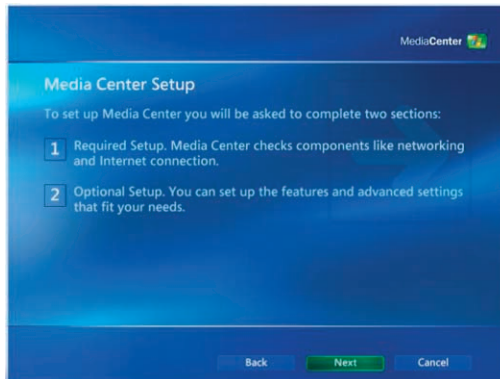 MediaCenter
Media Center Setup
To set up Media Center you will be asked to complete two sections:
1 Required Setup. Media Center checks components like networking
and Internet connection.
2 Optional Setup. You can set up the features and advanced settings
that fit your needs.
Back Next Cancel